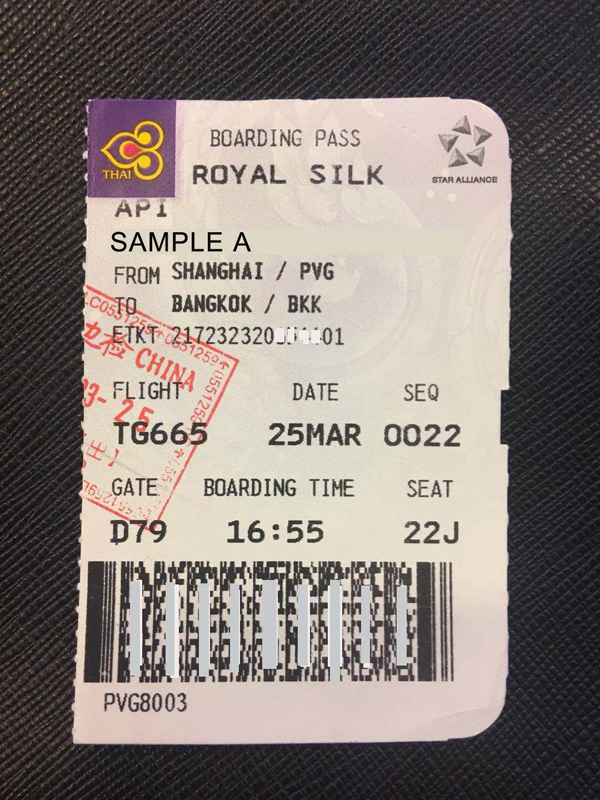 BOARDING PASS
THAI
ROYAL SILK
STAR ALLIANCE
API
SAMPLE A
FROM SHANGHAI / PVG
TO BANGKOK / BKK
ETKT
FLIGHT DATE SEQ
TG665 25MAR 0022
GATE BOARDING TIME SEAT
D79 16:55 22J
PVG8003
CHINA